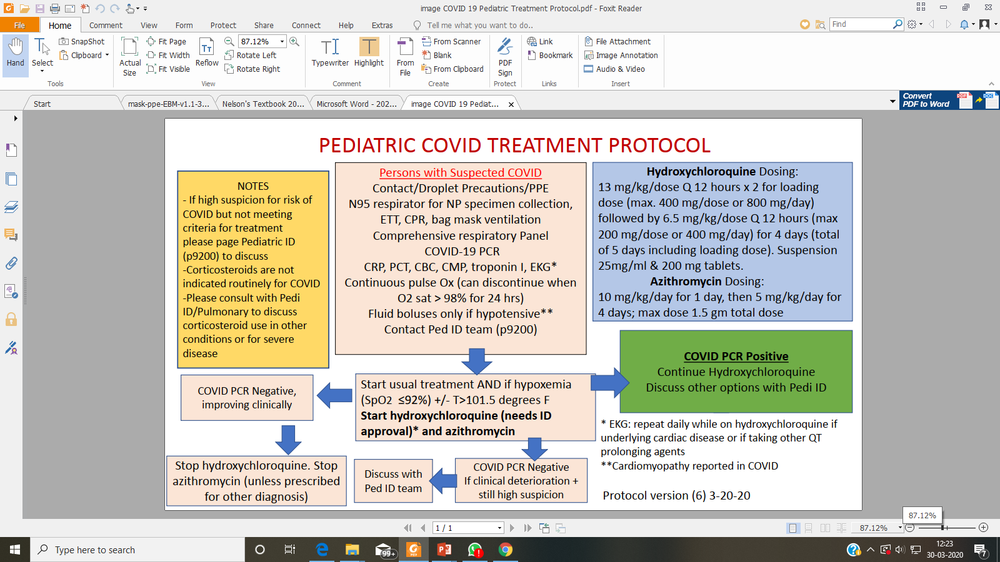 image COVID 19 Pediatric Treatment Protocol.pdf - Foxit Reader
File
Home
Comment
View
Form
Protect
Share
Connect
Help
Extras
Tell me what you want to do..
Find
Hand
Select
SnapShot
Clipboard
Tools
Actual
Size
Fit Page
Fit Width
Fit Visible
Reflow
87.12%
Rotate Left
Rotate Right
View
Typewriter
Highlight
Comment
From
File
From Scanner
Blank
From Clipboard
Create
PDF
Sign
Protect
Link
Bookmark
Links
File Attachment
Image Annotation
Audio & Video
Insert
Start
mask-ppe-EBM-v1.1-3...
Nelson's Textbook 20...
Microsoft Word - 202...
image COVID 19 Pediat...
Convert
PDF to Word
PDF
DOC
PEDIATRIC COVID TREATMENT PROTOCOL
NOTES
- If high suspicion for risk of
COVID but not meeting
criteria for treatment
please page Pediatric ID
(p9200) to discuss
-Corticosteroids are not
indicated routinely for COVID
-Please consult with Pedi
ID/Pulmonary to discuss
corticosteroid use in other
conditions or for severe
disease
Persons with Suspected COVID
Contact/Droplet Precautions/PPE
N95 respirator for NP specimen collection,
ETT, CPR, bag mask ventilation
Comprehensive respiratory Panel
COVID-19 PCR
CRP, PCT, CBC, CMP, troponin I, EKG*
Continuous pulse Ox (can discontinue when
O2 sat > 98% for 24 hrs)
Fluid boluses only if hypotensive**
Contact Ped ID team (p9200)
Hydroxychloroquine Dosing:
13 mg/kg/dose Q 12 hours x 2 for loading
dose (max. 400 mg/dose or 800 mg/day)
followed by 6.5 mg/kg/dose Q 12 hours (max
200 mg/dose or 400 mg/day) for 4 days (total
of 5 days including loading dose). Suspension
25mg/ml & 200 mg tablets.
Azithromycin Dosing:
10 mg/kg/day for 1 day, then 5 mg/kg/day for
4 days; max dose 1.5 gm total dose
COVID PCR Positive
Continue Hydroxychloroquine
Discuss other options with Pedi ID
COVID PCR Negative,
improving clinically
Start usual treatment AND if hypoxemia
(SpO2 ≤92%) +/- T>101.5 degrees F
Start hydroxychloroquine (needs ID
approval)* and azithromycin
* EKG: repeat daily while on hydroxychloroquine if
underlying cardiac disease or if taking other QT
prolonging agents
**Cardiomyopathy reported in COVID
Stop hydroxychloroquine. Stop
azithromycin (unless prescribed
for other diagnosis)
Discuss with
Ped ID team
COVID PCR Negative
If clinical deterioration +
still high suspicion
Protocol version (6) 3-20-20
87.12%
1 / 1
87.12%
Type here to search
99+
12:23
30-03-2020
7